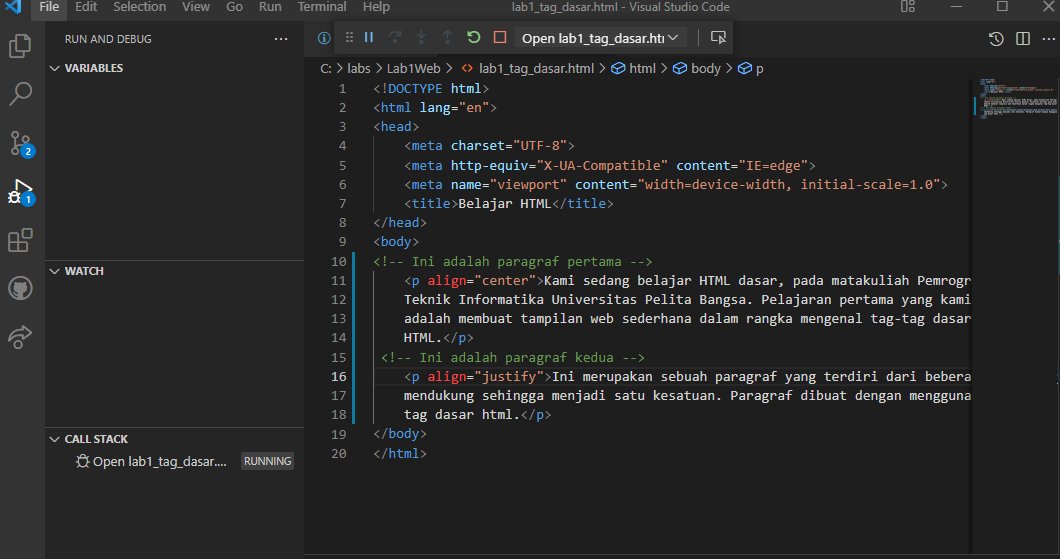 File Edit Selection View Go Run Terminal Help lab1_tag_dasar.html - Visual Studio Code
RUN AND DEBUG
Open lab1_tag_dasar.htı
VARIABLES
C: > labs > Lab1Web > lab1_tag_dasar.html > html > body > p
1 <!DOCTYPE html>
2 <html lang="en">
3 <head>
4 <meta charset="UTF-8">
5 <meta http-equiv="X-UA-Compatible" content="IE=edge">
6 <meta name="viewport" content="width=device-width, initial-scale=1.0">
7 <title>Belajar HTML</title>
8 </head>
9 <body>
10 <!-- Ini adalah paragraf pertama -->
11 <p align="center">Kami sedang belajar HTML dasar, pada matakuliah Pemrogr
12 Teknik Informatika Universitas Pelita Bangsa. Pelajaran pertama yang kami
13 adalah membuat tampilan web sederhana dalam rangka mengenal tag-tag dasar
14 HTML.</p>
15 <!-- Ini adalah paragraf kedua -->
16 <p align="justify">Ini merupakan sebuah paragraf yang terdiri dari bebera
17 mendukung sehingga menjadi satu kesatuan. Paragraf dibuat dengan mengguna
18 tag dasar html.</p>
19 </body>
20 </html>
2
1
WATCH
CALL STACK
Open lab1_tag_dasar.... RUNNING